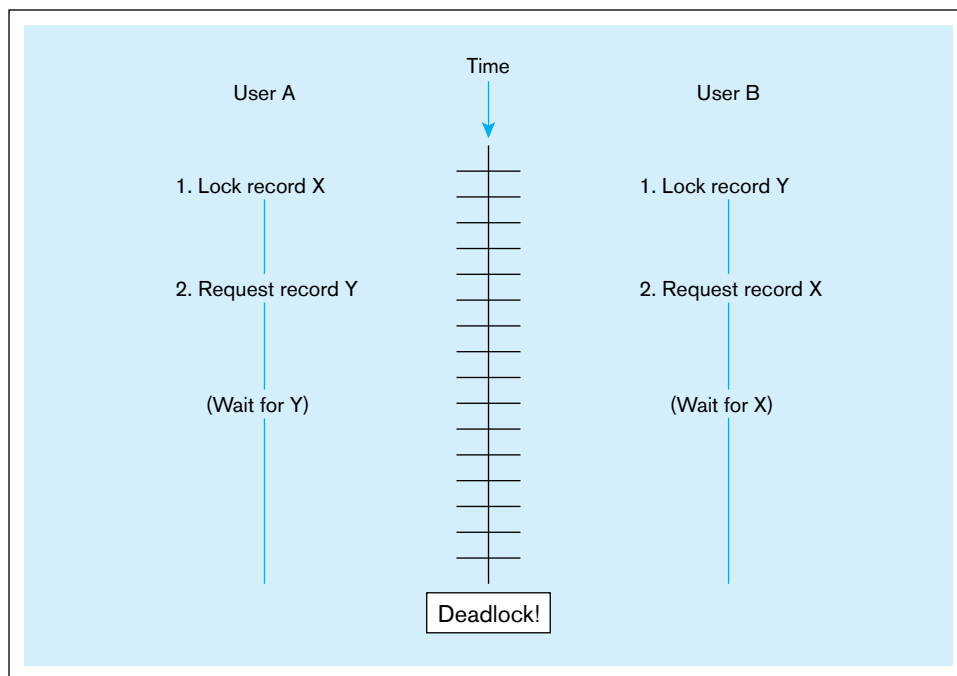 Time
User A
User B
1. Lock record X
1. Lock record Y
2. Request record Y
2. Request record X
(Wait for Y)
(Wait for X)
Deadlock!